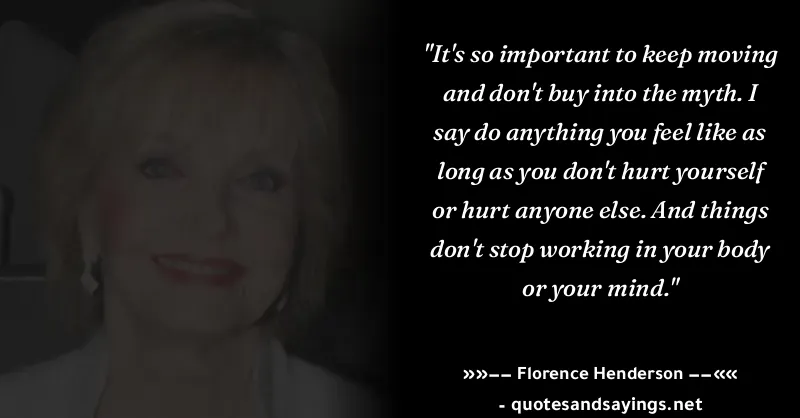 "It's so important to keep moving
and don't buy into the myth. I
say do anything you feel like as
long as you don't hurt yourself
or hurt anyone else. And things
don't stop working in your body
or your mind."
»»−− Florence Henderson −−««
- quotesandsayings.net